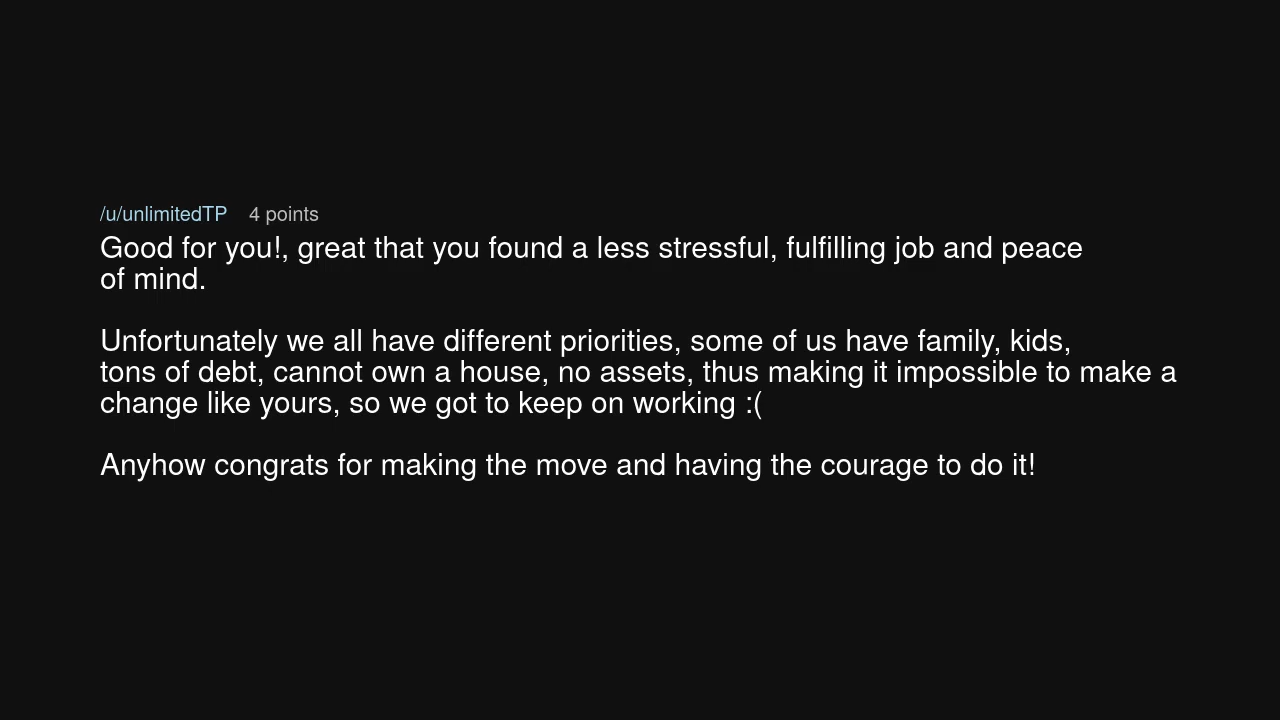 /u/unlimitedTP 4 points
Good for you!, great that you found a less stressful, fulfilling job and peace
of mind.
Unfortunately we all have different priorities, some of us have family, kids,
tons of debt, cannot own a house, no assets, thus making it impossible to make a
change like yours, so we got to keep on working :(
Anyhow congrats for making the move and having the courage to do it!